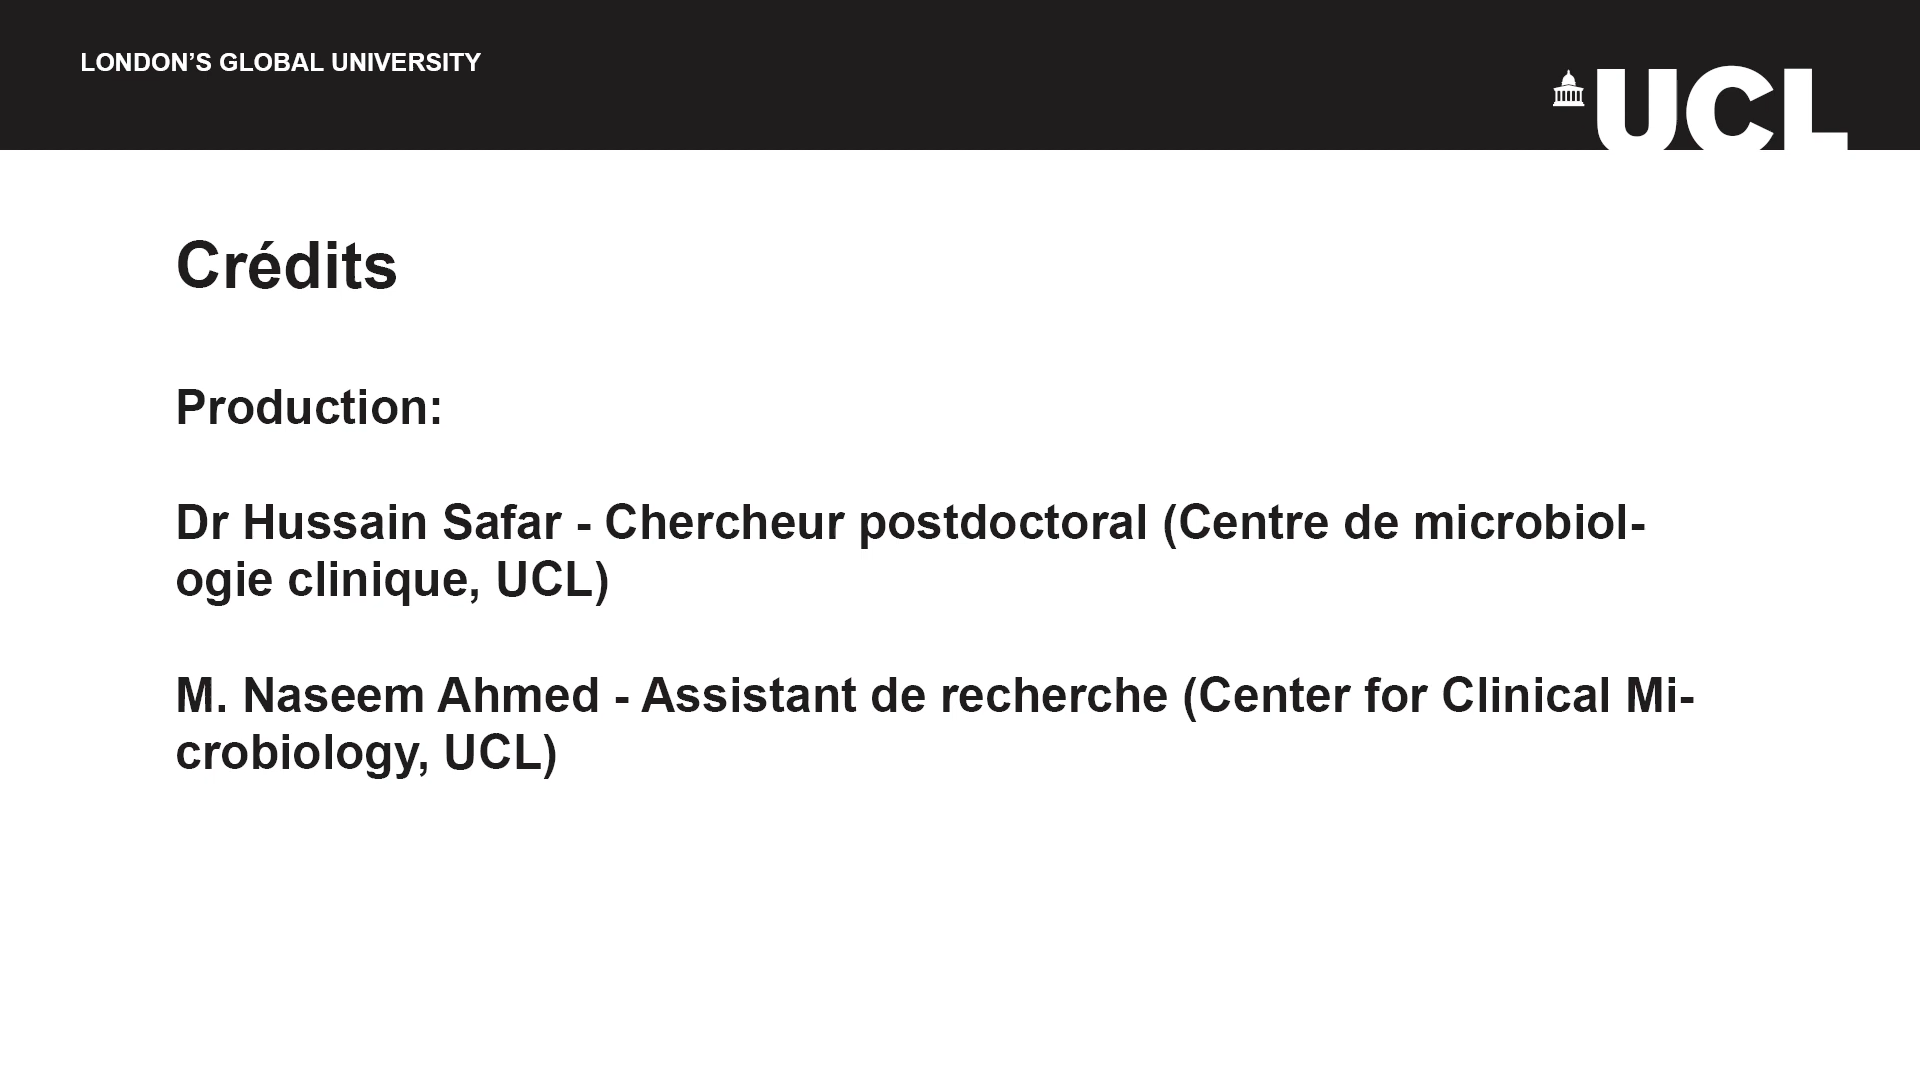 LONDON’S GLOBAL UNIVERSITY
UCL
Crédits
Production:
Dr Hussain Safar - Chercheur postdoctoral (Centre de microbiol-
ogie clinique, UCL)
M. Naseem Ahmed - Assistant de recherche (Center for Clinical Mi-
crobiology, UCL)